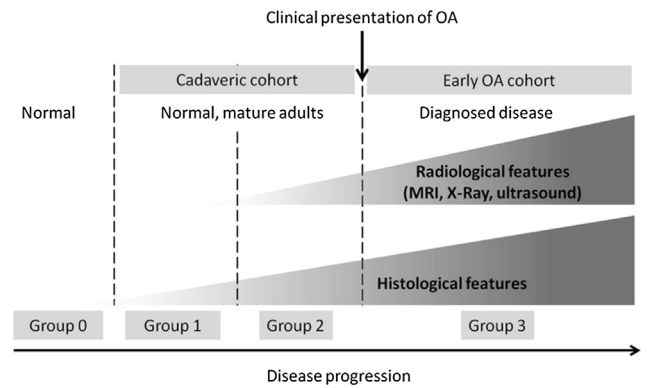 Clinical presentation of OA
Cadaveric cohort
Early OA cohort
Normal
Normal, mature adults
Diagnosed disease
Radiological features
(MRI, X-Ray, ultrasound)
Histological features
Group 0
Group 1
Group 2
Group 3
Disease progression